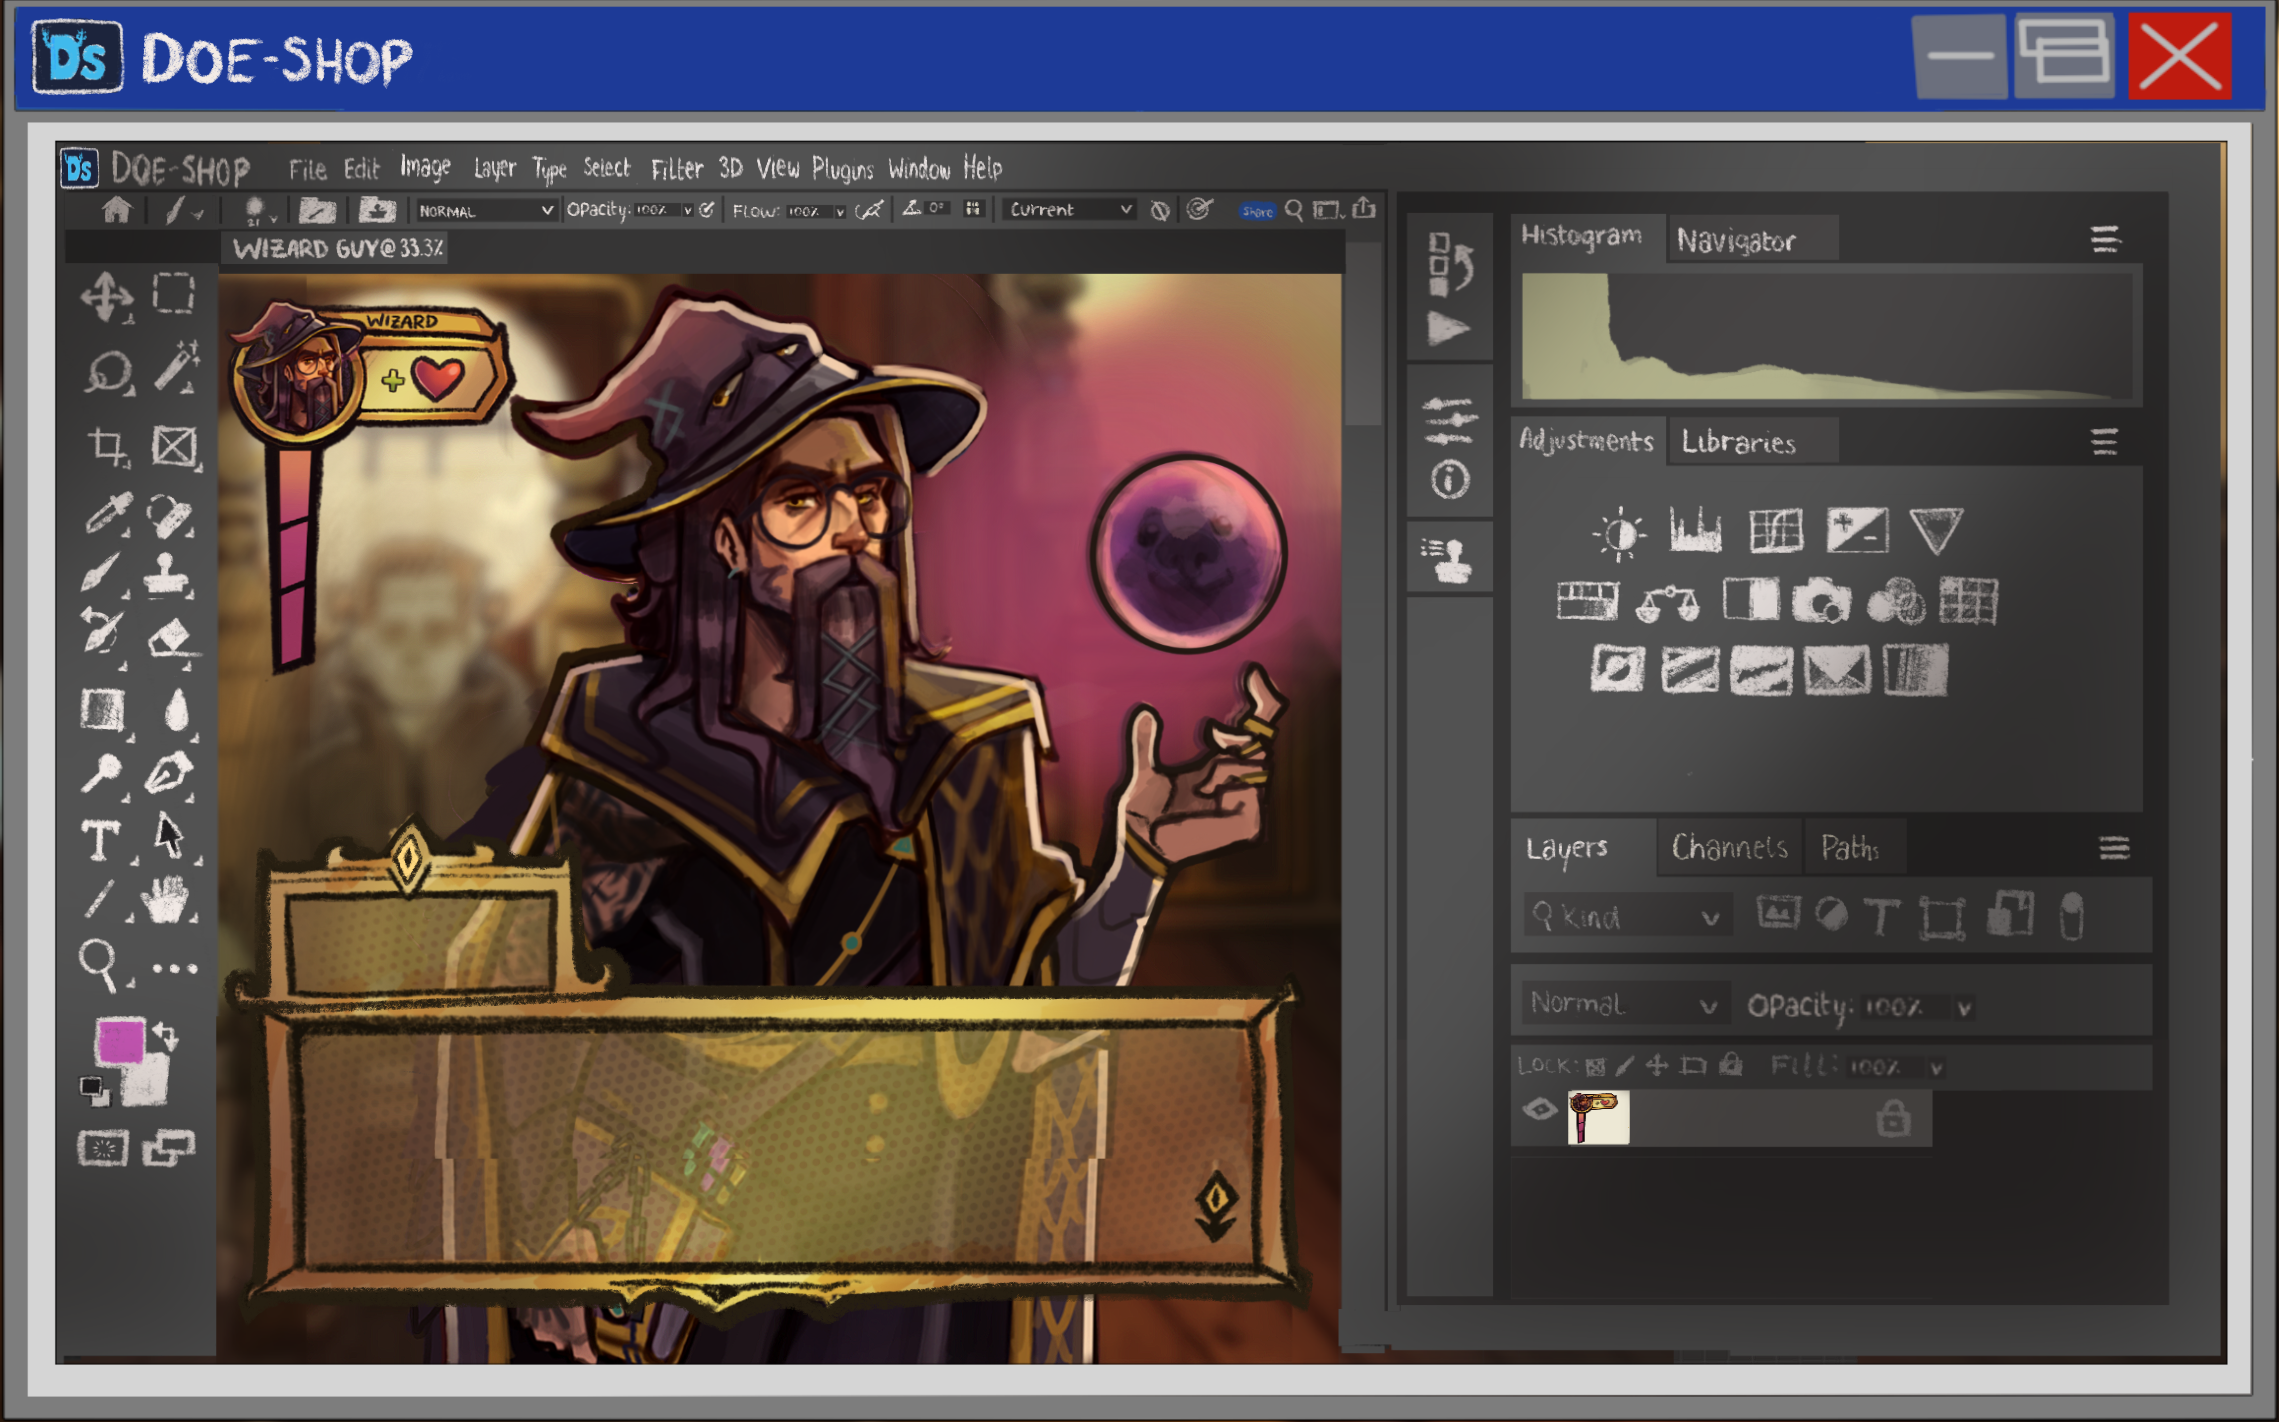 Ds DOE-SHOP
Ds DOE-SHOP File Edit Image Layer Type Select Filter 3D View Plugins Window Help
21 NORMAL OPacity: 100% FLOW: 100% 0° Current Share
WIZARD GUY@33.3%
WIZARD
T
Histogram Navigator
Adjustments Libraries
Layers Channels Paths
Kind T
Normal OPacity: 100%
LOCK: Fill: 100%